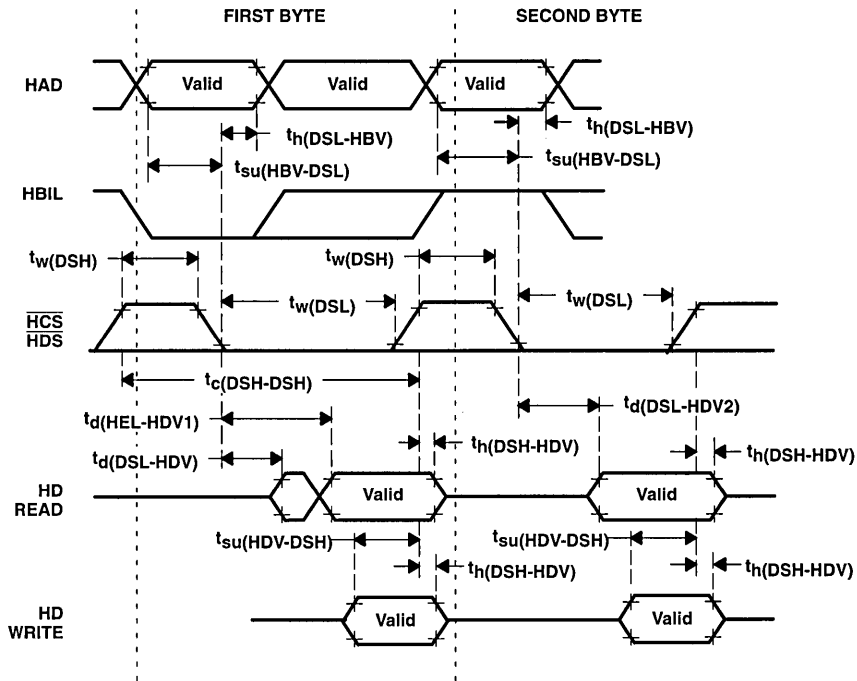 FIRST BYTE SECOND BYTE
HAD Valid Valid Valid
th(DSL-HBV) th(DSL-HBV)
tsu(HBV-DSL) tsu(HBV-DSL)
HBIL
tw(DSH) tw(DSH)
tw(DSL) tw(DSL)
HCS
HDS
tc(DSH-DSH)
td(HEL-HDV1) td(DSL-HDV2)
th(DSH-HDV) th(DSH-HDV)
td(DSL-HDV)
HD
READ
Valid Valid
tsu(HDV-DSH) tsu(HDV-DSH)
th(DSH-HDV) th(DSH-HDV)
HD
WRITE
Valid Valid